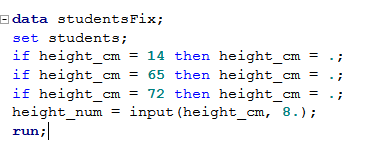 data studentsFix;
set students;
if height_cm = 14 then height_cm = .;
if height_cm = 65 then height_cm = .;
if height_cm = 72 then height_cm = .;
height_num = input(height_cm, 8.);
run;